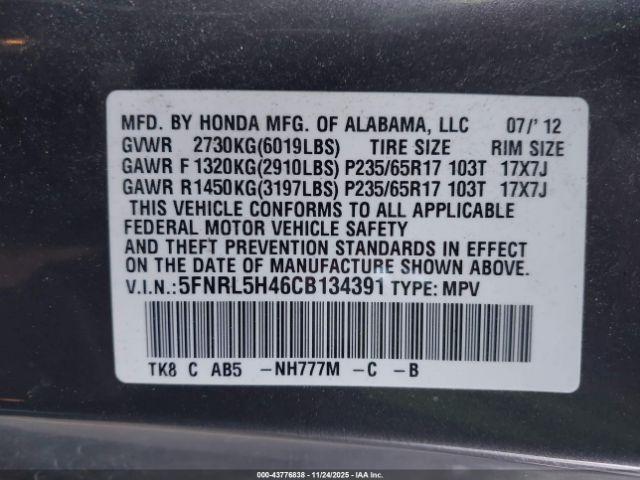 MFD. BY HONDA MFG. OF ALABAMA, LLC 07/' 12
GVWR 2730KG(6019LBS) TIRE SIZE RIM SIZE
GAWR F 1320KG(2910LBS) P235/65R17 103T 17X7J
GAWR R 1450KG(3197LBS) P235/65R17 103T 17X7J
THIS VEHICLE CONFORMS TO ALL APPLICABLE
FEDERAL MOTOR VEHICLE SAFETY
AND THEFT PREVENTION STANDARDS IN EFFECT
ON THE DATE OF MANUFACTURE SHOWN ABOVE.
V.I.N.:5FNRL5H46CB134391 TYPE: MPV
TK8 C AB5 -NH777M -C -B
000-43776838 - 11/24/2025 - IAAI.COM